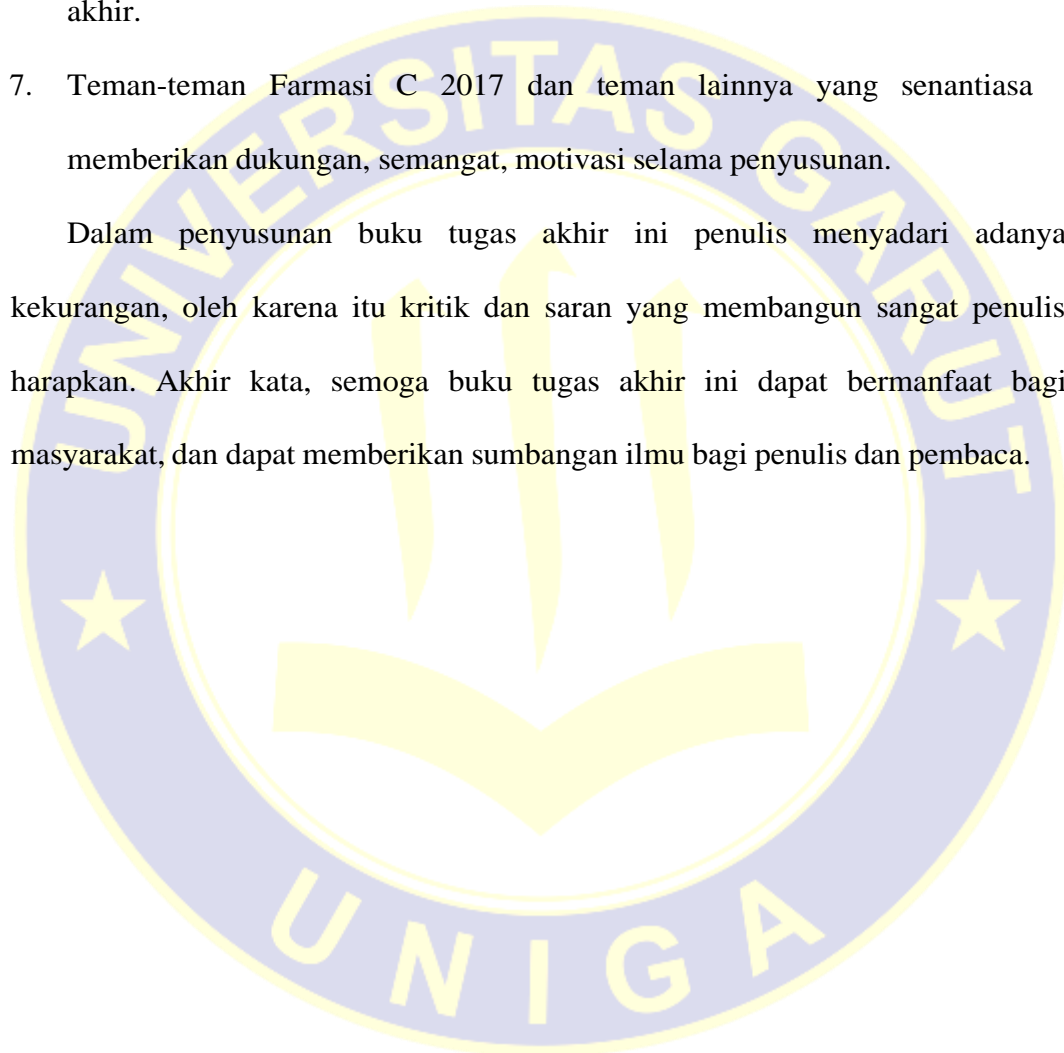 akhir.
7. Teman-teman Farmasi C 2017 dan teman lainnya yang senantiasa
memberikan dukungan, semangat, motivasi selama penyusunan.
Dalam penyusunan buku tugas akhir ini penulis menyadari adanya
kekurangan, oleh karena itu kritik dan saran yang membangun sangat penulis
harapkan. Akhir kata, semoga buku tugas akhir ini dapat bermanfaat bagi
masyarakat, dan dapat memberikan sumbangan ilmu bagi penulis dan pembaca.
UNIVERSITAS GARUT
UNIGA